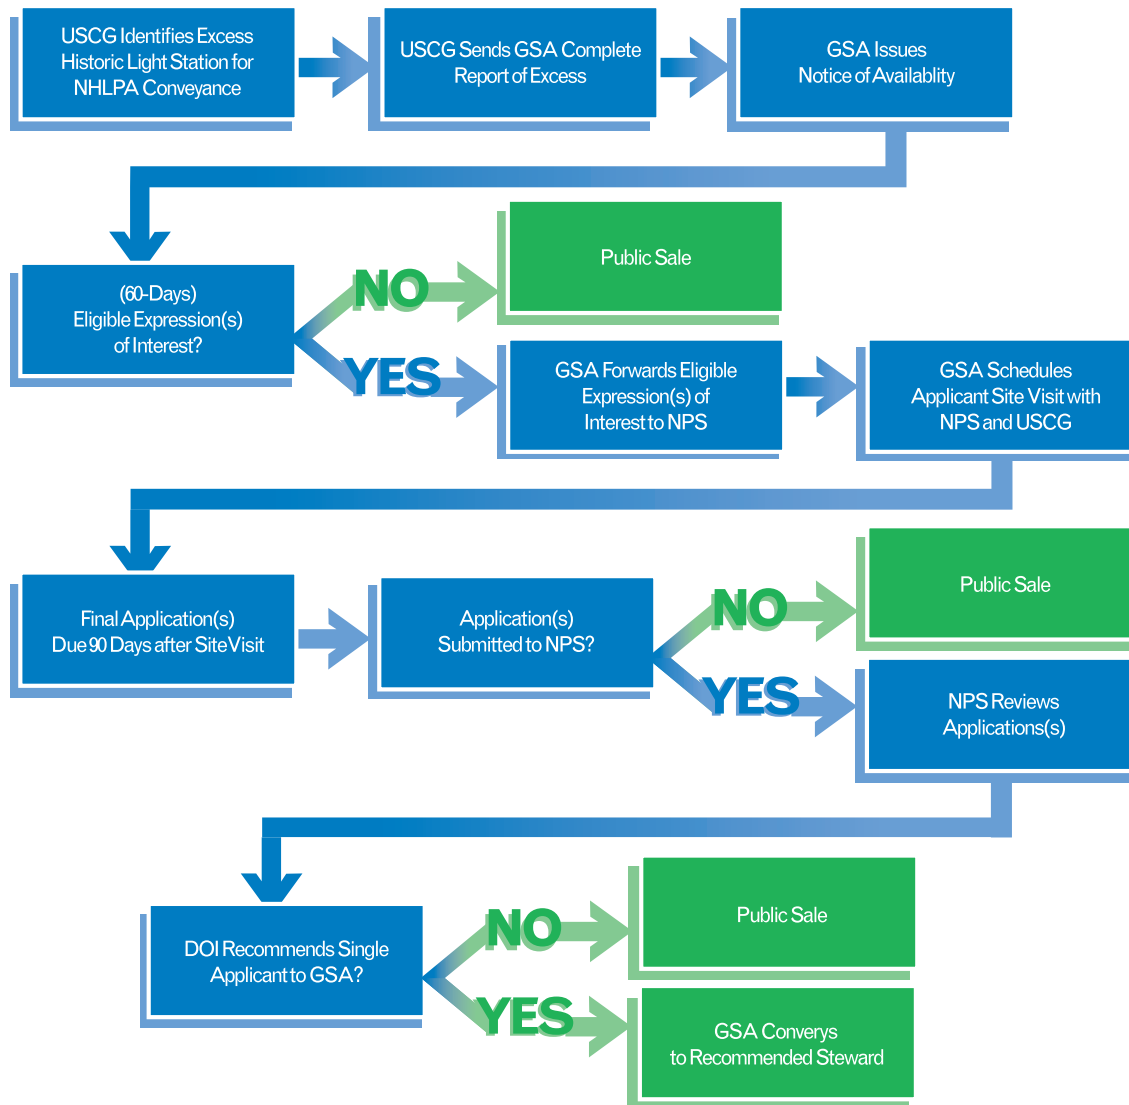 USCG Identifies Excess
Historic Light Station for
NHLPA Conveyance
USCG Sends GSA Complete
Report of Excess
GSA Issues
Notice of Availablity
(60-Days)
Eligible Expression(s)
of Interest?
NO
Public Sale
YES
GSA Forwards Eligible
Expression(s) of
Interest to NPS
GSA Schedules
Applicant Site Visit with
NPS and USCG
Final Application(s)
Due 90 Days after Site Visit
Application(s)
Submitted to NPS?
NO
Public Sale
YES
NPS Reviews
Applications(s)
DOI Recommends Single
Applicant to GSA?
NO
Public Sale
YES
GSA Converys
to Recommended Steward